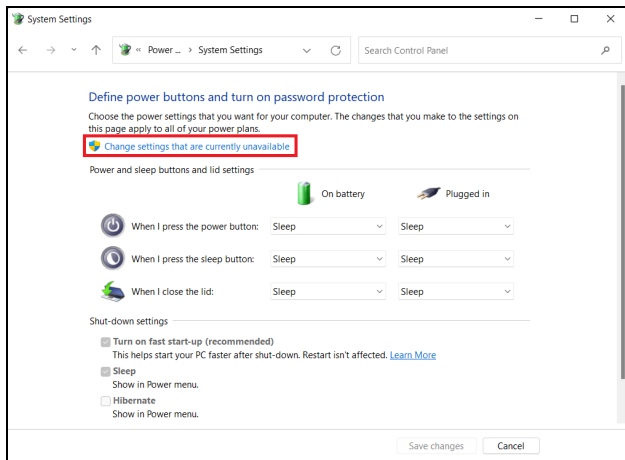 System Settings
« Power ... › System Settings
Search Control Panel
Define power buttons and turn on password protection
Choose the power settings that you want for your computer. The changes that you make to the settings on
this page apply to all of your power plans.
Change settings that are currently unavailable
Power and sleep buttons and lid settings
On battery Plugged in
When I press the power button: Sleep Sleep
When I press the sleep button: Sleep Sleep
When I close the lid: Sleep Sleep
Shut-down settings
Turn on fast start-up (recommended)
This helps start your PC faster after shut-down. Restart isn't affected. Learn More
Sleep
Show in Power menu.
Hibernate
Show in Power menu.
Save changes Cancel